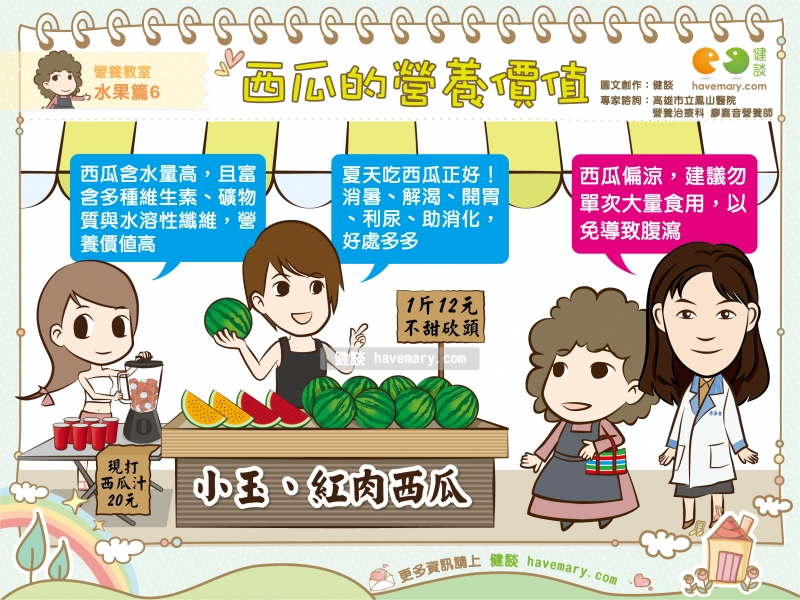 營養教室
水果篇6
西瓜的營養價值
健談
havemary.com
圖文創作：健談
專家諮詢：高雄市立鳳山醫院
營養治療科 廖嘉音營養師
西瓜含水量高，且富
含多種維生素、礦物
質與水溶性纖維，營
養價值高
夏天吃西瓜正好！
消暑、解渴、開胃
、利尿、助消化，
好處多多
西瓜偏涼，建議勿
單次大量食用，以
免導致腹瀉
1斤12元
不甜砍頭
健談 havemary.com
現打
西瓜汁
20元
小玉、紅肉西瓜
更多資訊請上 健談 havemary.com